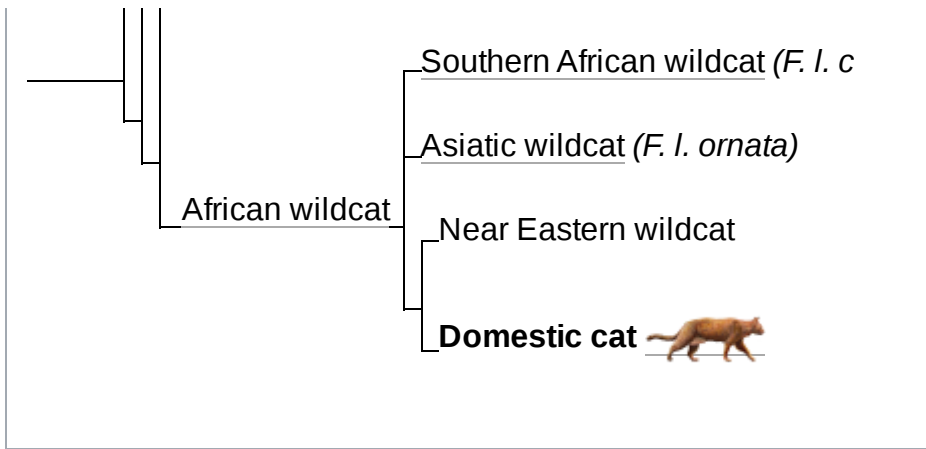 Southern African wildcat (F. l. c
Asiatic wildcat (F. l. ornata)
African wildcat
Near Eastern wildcat
Domestic cat